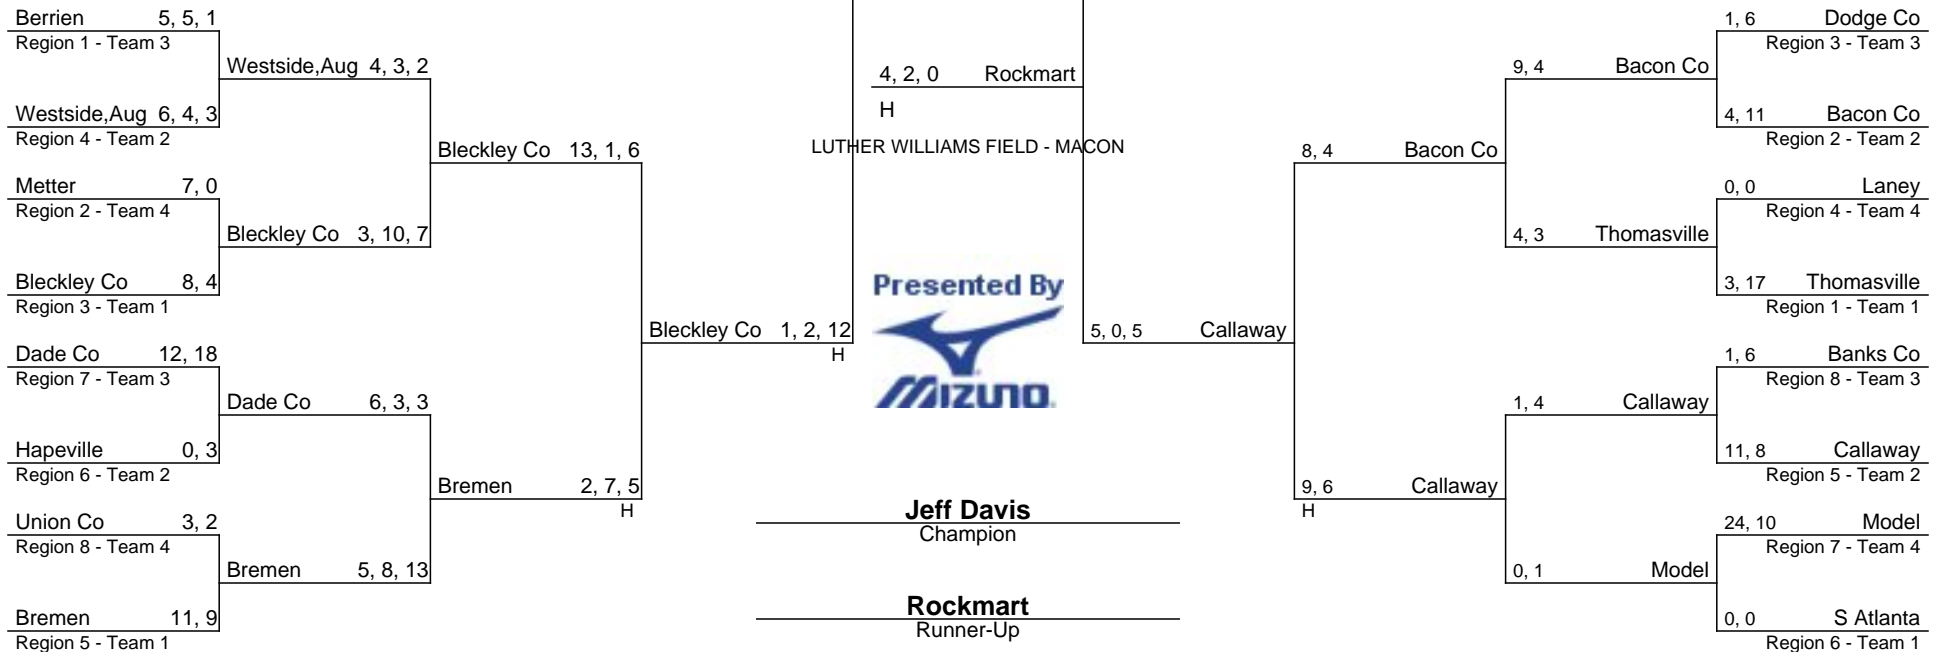 Berrien 5, 5, 1
Region 1 - Team 3
Westside,Aug 4, 3, 2
Westside,Aug 6, 4, 3
Region 4 - Team 2
Bleckley Co 13, 1, 6
Metter 7, 0
Region 2 - Team 4
Bleckley Co 3, 10, 7
Bleckley Co 8, 4
Region 3 - Team 1
Bleckley Co 1, 2, 12
H
Dade Co 12, 18
Region 7 - Team 3
Dade Co 6, 3, 3
Hapeville 0, 3
Region 6 - Team 2
Bremen 2, 7, 5
H
Union Co 3, 2
Region 8 - Team 4
Bremen 5, 8, 13
Bremen 11, 9
Region 5 - Team 1
4, 2, 0 Rockmart
H
LUTHER WILLIAMS FIELD - MACON
Presented By
MIZUNO
Jeff Davis
Champion
Rockmart
Runner-Up
1, 6 Dodge Co
Region 3 - Team 3
9, 4 Bacon Co
4, 11 Bacon Co
Region 2 - Team 2
8, 4 Bacon Co
0, 0 Laney
Region 4 - Team 4
4, 3 Thomasville
3, 17 Thomasville
Region 1 - Team 1
5, 0, 5 Callaway
1, 6 Banks Co
Region 8 - Team 3
1, 4 Callaway
11, 8 Callaway
Region 5 - Team 2
9, 6 Callaway
H
24, 10 Model
Region 7 - Team 4
0, 1 Model
0, 0 S Atlanta
Region 6 - Team 1